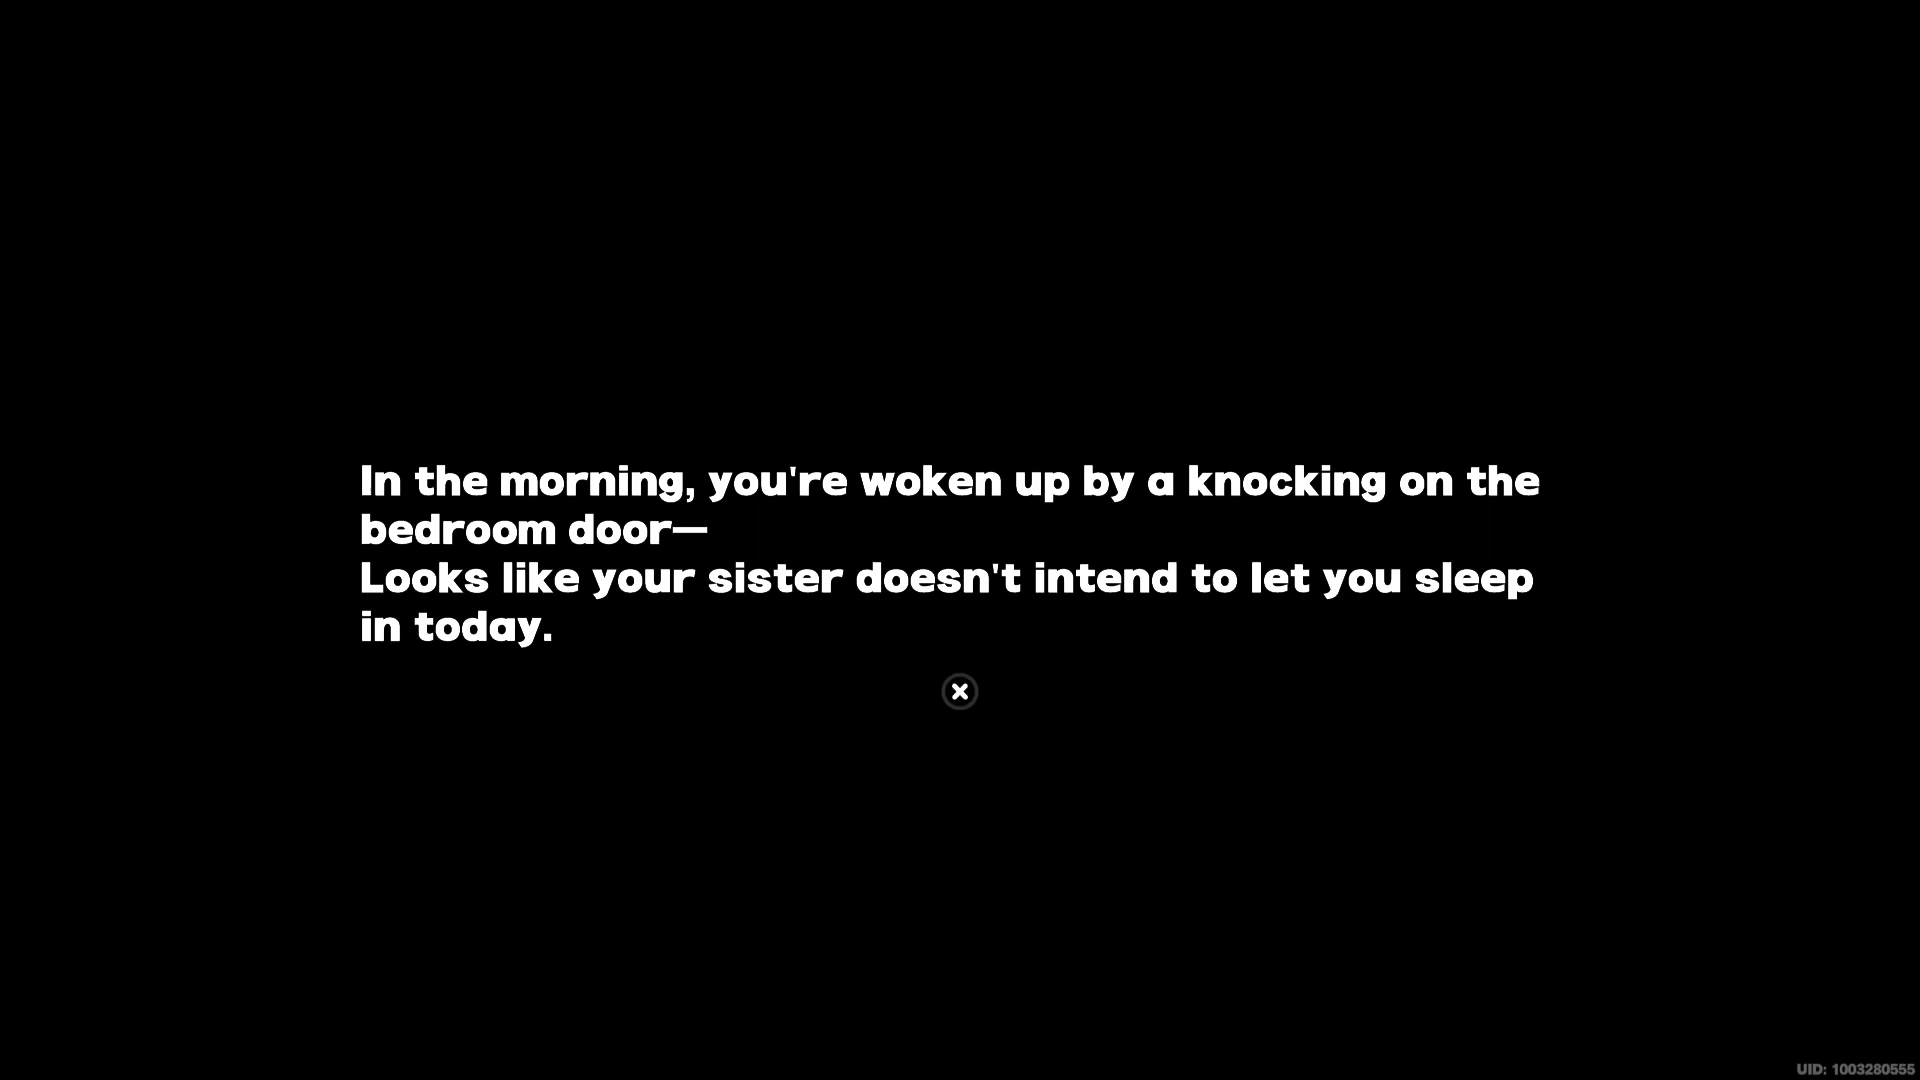 In the morning, you're woken up by a knocking on the
bedroom door—
Looks like your sister doesn't intend to let you sleep
in today.
UID: 1003280555